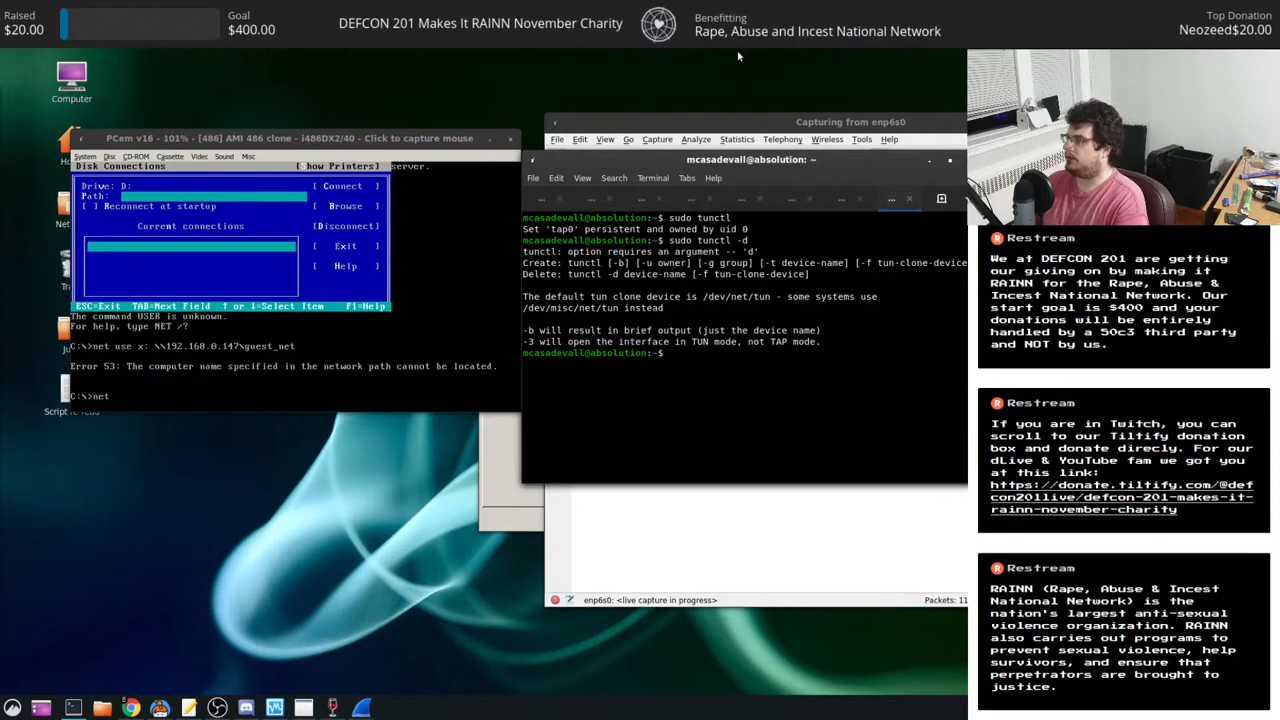 Raised
$20.00
Goal
$400.00
DEFCON 201 Makes It RAINN November Charity
Benefitting
Rape, Abuse and Incest National Network
Top Donation
Neozeed$20.00
Computer
PCem v16 - 101% - [486] AMI 486 clone - i486DX2/40 - Click to capture mouse
System Disc CD-ROM Cassette Video Sound Misc
Disk Connections [Show Printers] server.
Drive: D: [ Connect ]
Path:
[ ] Reconnect at startup [ Browse ]
Current connections [Disconnect]
[ Exit ]
[ Help ]
ESC=Exit TAB=Next Field ↑ or ↓=Select Item F1=Help
The command USER is unknown.
For help, type NET /?
C:\>net use x: \\192.168.0.147\guest_net
Error 53: The computer name specified in the network path cannot be located.
C:\>net
Capturing from enp6s0
File Edit View Go Capture Analyze Statistics Telephony Wireless Tools Help
mcasadevall@absolution: ~
File Edit View Search Terminal Tabs Help
... ... ... ... ... ... ... ...
mcasadevall@absolution:~$ sudo tunctl
Set 'tap0' persistent and owned by uid 0
mcasadevall@absolution:~$ sudo tunctl -d
tunctl: option requires an argument -- 'd'
Create: tunctl [-b] [-u owner] [-g group] [-t device-name] [-f tun-clone-device
Delete: tunctl -d device-name [-f tun-clone-device]
The default tun clone device is /dev/net/tun - some systems use
/dev/misc/net/tun instead
-b will result in brief output (just the device name)
-3 will open the interface in TUN mode, not TAP mode.
mcasadevall@absolution:~$
enp6s0: <live capture in progress>
Packets: 11
Restream
We at DEFCON 201 are getting
our giving on by making it
RAINN for the Rape, Abuse &
Incest National Network. Our
start goal is $400 and your
donations will be entirely
handled by a 50c3 third party
and NOT by us.
Restream
If you are in Twitch, you can
scroll to our Tiltify donation
box and donate direcly. For our
dLive & YouTube fam we got you
at this link:
https://donate.tiltify.com/@def
con201live/defcon-201-makes-it-
rainn-november-charity
Restream
RAINN (Rape, Abuse & Incest
National Network) is the
nation's largest anti-sexual
violence organization. RAINN
also carries out programs to
prevent sexual violence, help
survivors, and ensure that
perpetrators are brought to
justice.